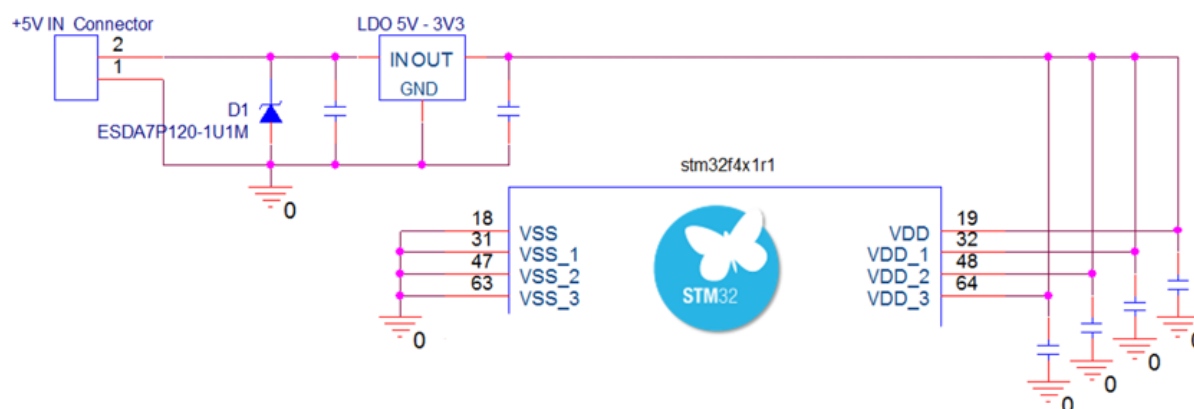 +5V IN Connector
2
1
D1
ESDA7P120-1U1M
LDO 5V - 3V3
IN OUT
GND
0
stm32f4x1r1
18 VSS
31 VSS_1
47 VSS_2
63 VSS_3
0
STM32
VDD 19
VDD_1 32
VDD_2 48
VDD_3 64
0
0
0
0